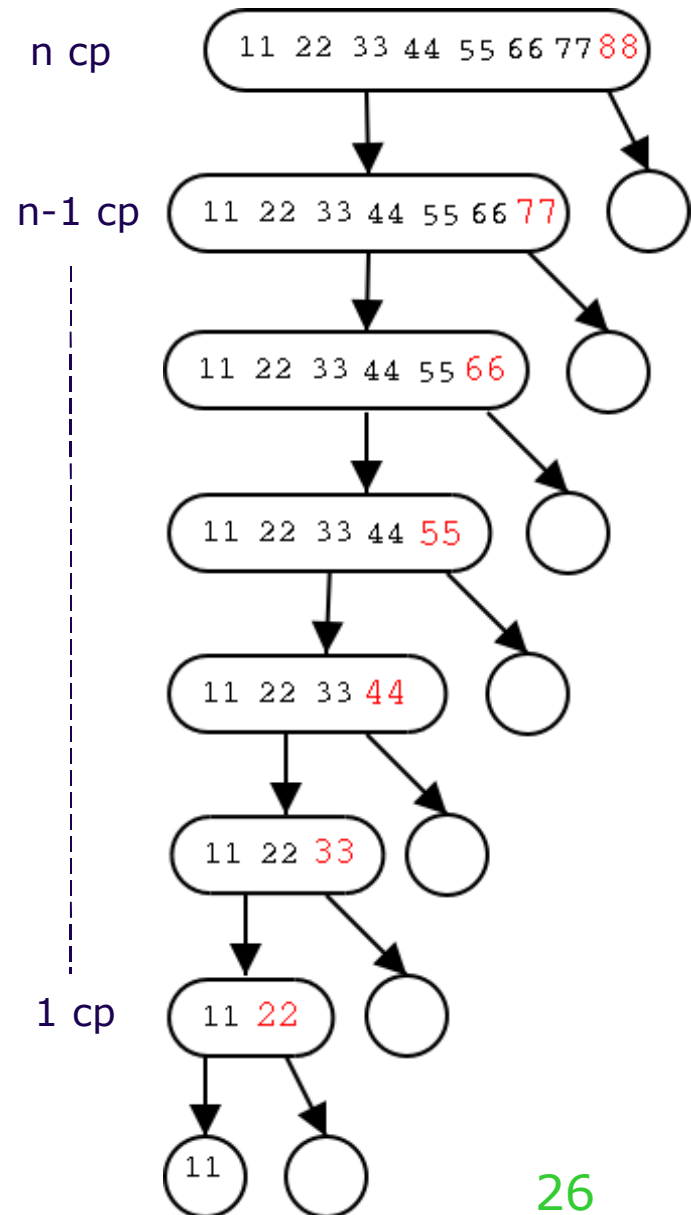 n cp 11 22 33 44 55 66 77 88
n-1 cp 11 22 33 44 55 66 77
11 22 33 44 55 66
11 22 33 44 55
11 22 33 44
11 22 33
1 cp 11 22
11
26